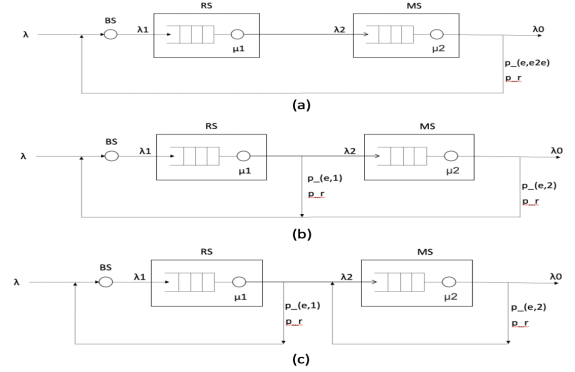 RS
MS
BS
λ
λ1
λ2
λ0
μ1
μ2
p_(e,e2e)
p_r
(a)
RS
MS
BS
λ
λ1
λ2
λ0
μ1
μ2
p_(e,1)
p_r
p_(e,2)
p_r
(b)
RS
MS
BS
λ
λ1
λ2
λ0
μ1
μ2
p_(e,1)
p_r
p_(e,2)
p_r
(c)